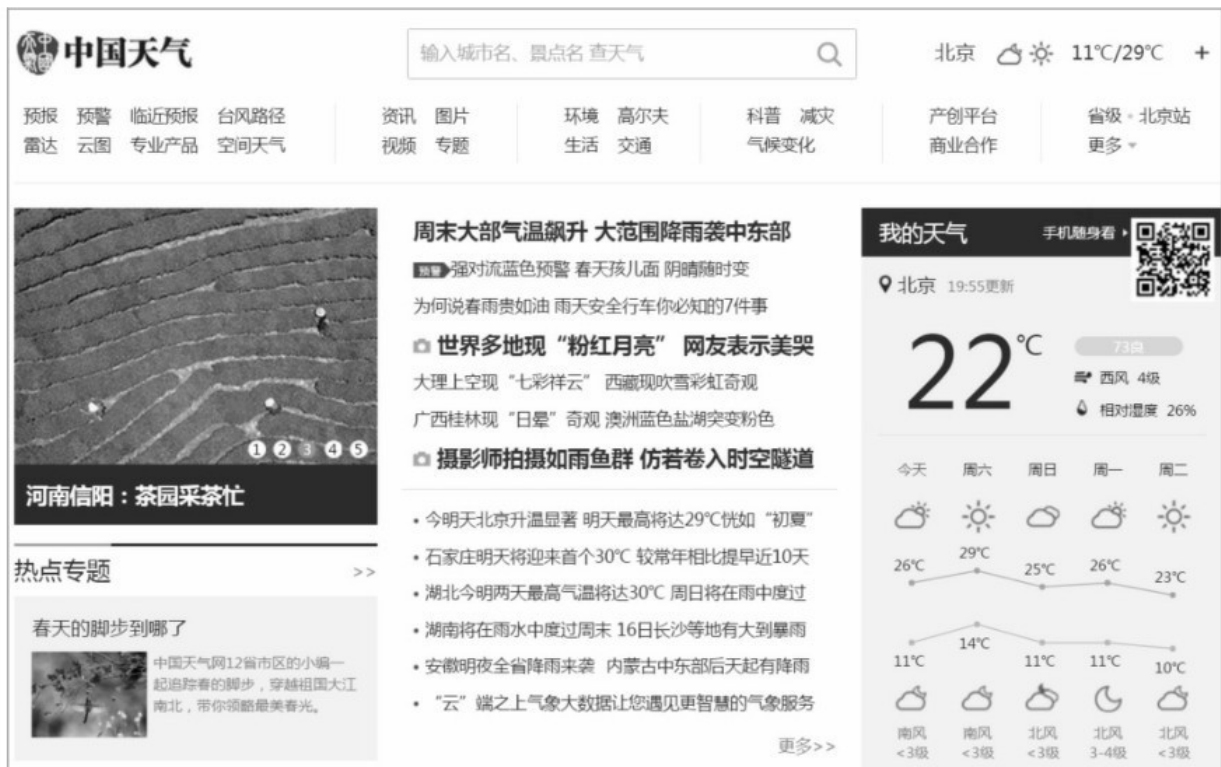 中国天气
输入城市名、景点名 查天气
北京 11℃/29℃ +
预报 预警 临近预报 台风路径
雷达 云图 专业产品 空间天气
资讯 图片
视频 专题
环境 高尔夫
生活 交通
科普 减灾
气候变化
产创平台
商业合作
省级 北京站
更多
1 2 3 4 5
河南信阳：茶园采茶忙
热点专题 >>
春天的脚步到哪了
中国天气网12省市区的小编一
起追踪春的脚步，穿越祖国大江
南北，带你领略最美春光。
周末大部气温飙升 大范围降雨袭中东部
预警 强对流蓝色预警 春天孩儿面 阴晴随时变
为何说春雨贵如油 雨天安全行车你必知的7件事
世界多地现“粉红月亮” 网友表示美哭
大理上空现“七彩祥云” 西藏现吹雪彩虹奇观
广西桂林现“日晕”奇观 澳洲蓝色盐湖突变粉色
摄影师拍摄如雨鱼群 仿若卷入时空隧道
• 今明天北京升温显著 明天最高将达29℃恍如“初夏”
• 石家庄明天将迎来首个30℃ 较常年相比提早近10天
• 湖北今明两天最高气温将达30℃ 周日将在雨中度过
• 湖南将在雨水中度过周末 16日长沙等地有大到暴雨
• 安徽明夜全省降雨来袭 内蒙古中东部后天起有降雨
• “云”端之上气象大数据让您遇见更智慧的气象服务
更多>>
我的天气 手机随身看
北京 19:55更新
22℃
73良
西风 4级
相对湿度 26%
今天 周六 周日 周一 周二
26℃ 29℃ 25℃ 26℃ 23℃
11℃ 14℃ 11℃ 11℃ 10℃
南风 南风 北风 北风 北风
<3级 <3级 <3级 3-4级 <3级